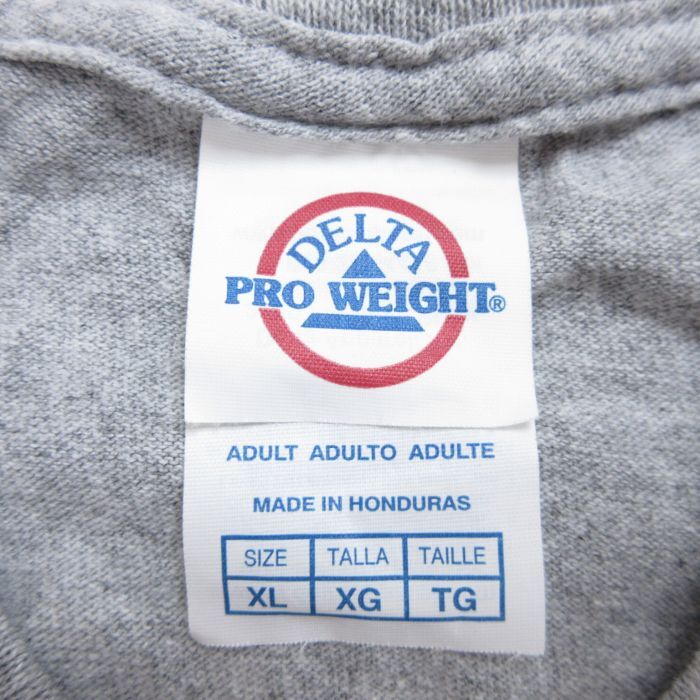 DELTA
PRO WEIGHT®
ADULT ADULTO ADULTE
MADE IN HONDURAS
SIZE TALLA TAILLE
XL XG TG